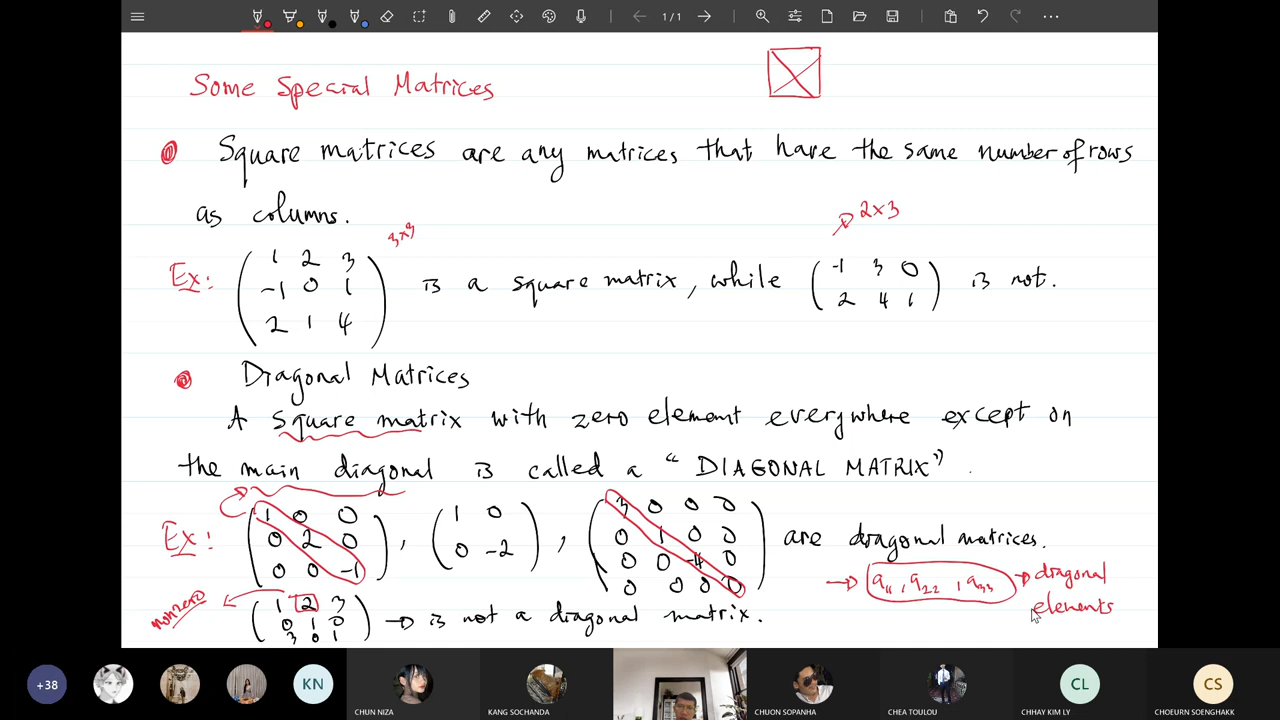 1/1
Some Special Matrices
Square matrices are any matrices that have the same number of rows
as columns.
3x3
2x3
Ex: ( 1 2 3 is a square matrix, while ( -1 3 0 is not.
-1 0 1 2 4 1 )
2 1 4 )
Diagonal Matrices
A square matrix with zero element everywhere except on
the main diagonal is called a "DIAGONAL MATRIX".
Ex: ( 1 0 0 , ( 1 0 , ( 3 0 0 0 are diagonal matrices.
0 2 0 0 -2 ) 0 1 0 0
0 0 -1 ) 0 0 -4 0
0 0 0 0 )
→ a11, a22, a33 → diagonal
elements
nonzero ← ( 1 2 3 → is not a diagonal matrix.
0 1 0
3 0 1 )
+38
KN
CL
CS
CHUN NIZA
KANG SOCHANDA
CHUON SOPANHA
CHEA TOULOU
CHHAY KIM LY
CHOEURN SOENGHAKK